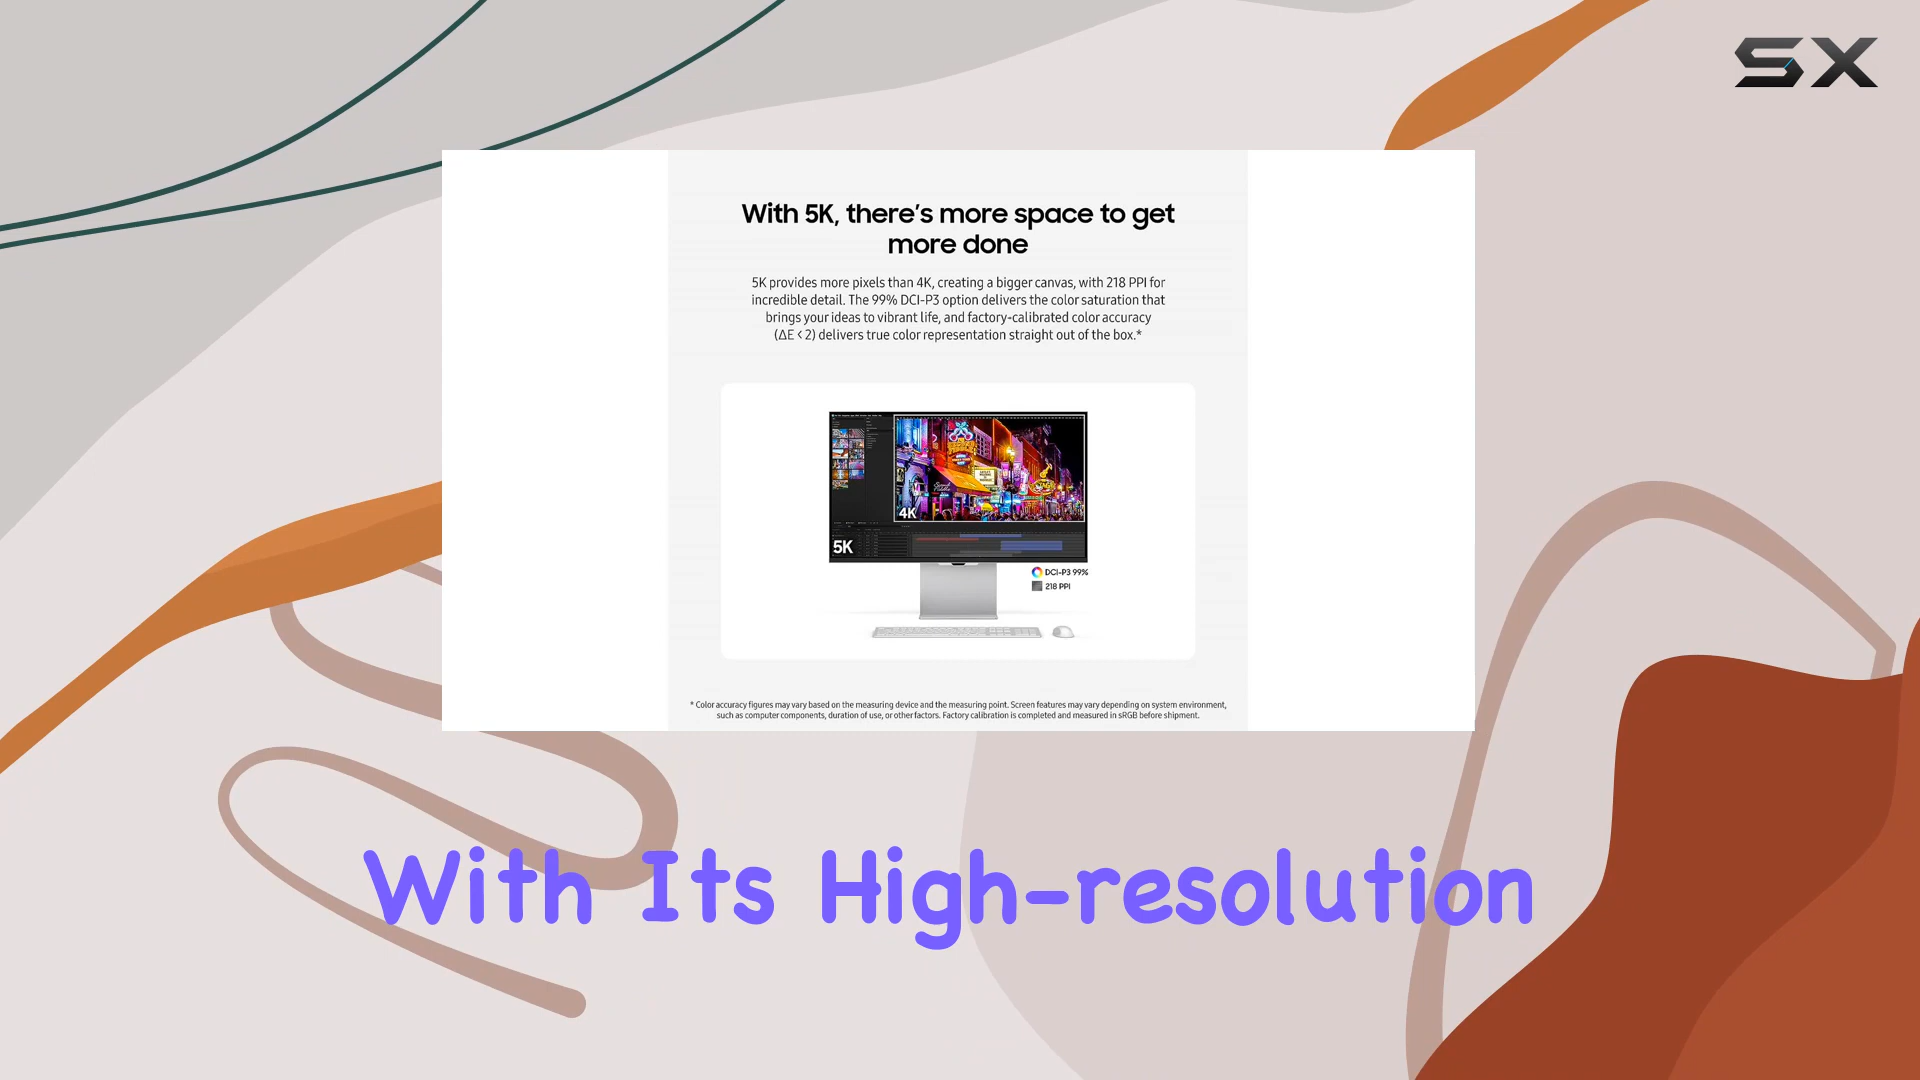 SX
With 5K, there's more space to get
more done
5K provides more pixels than 4K, creating a bigger canvas, with 218 PPI for
incredible detail. The 99% DCI-P3 option delivers the color saturation that
brings your ideas to vibrant life, and factory-calibrated color accuracy
(ΔE < 2) delivers true color representation straight out of the box.*
4K
5K
DCI-P3 99%
218 PPI
* Color accuracy figures may vary based on the measuring device and the measuring point. Screen features may vary depending on system environment,
such as computer components, duration of use, or other factors. Factory calibration is completed and measured in sRGB before shipment.
With Its High-resolution